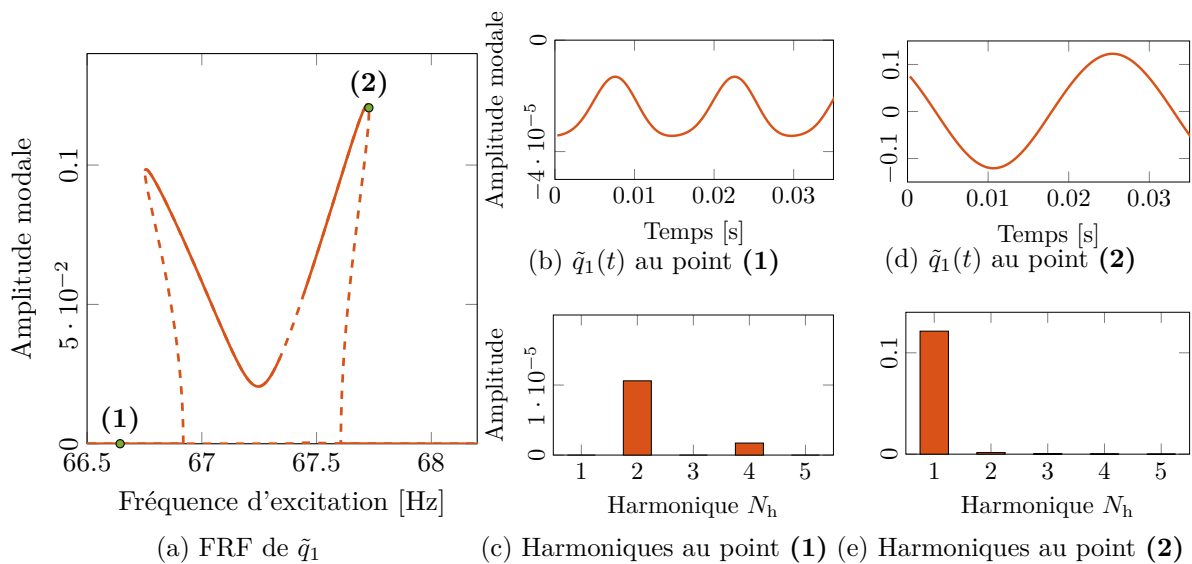 Amplitude modale
0
5 · 10⁻²
0.1
(1)
(2)
66.5
67
67.5
68
Fréquence d'excitation [Hz]
(a) FRF de q̃₁
Amplitude modale
0
−4 · 10⁻⁵
0
0.01
0.02
0.03
Temps [s]
(b) q̃₁(t) au point (1)
0.1
0
−0.1
0
0.01
0.02
0.03
Temps [s]
(d) q̃₁(t) au point (2)
Amplitude
1 · 10⁻⁵
0
1 2 3 4 5
Harmonique Nₕ
(c) Harmoniques au point (1)
0.1
0
1 2 3 4 5
Harmonique Nₕ
(e) Harmoniques au point (2)